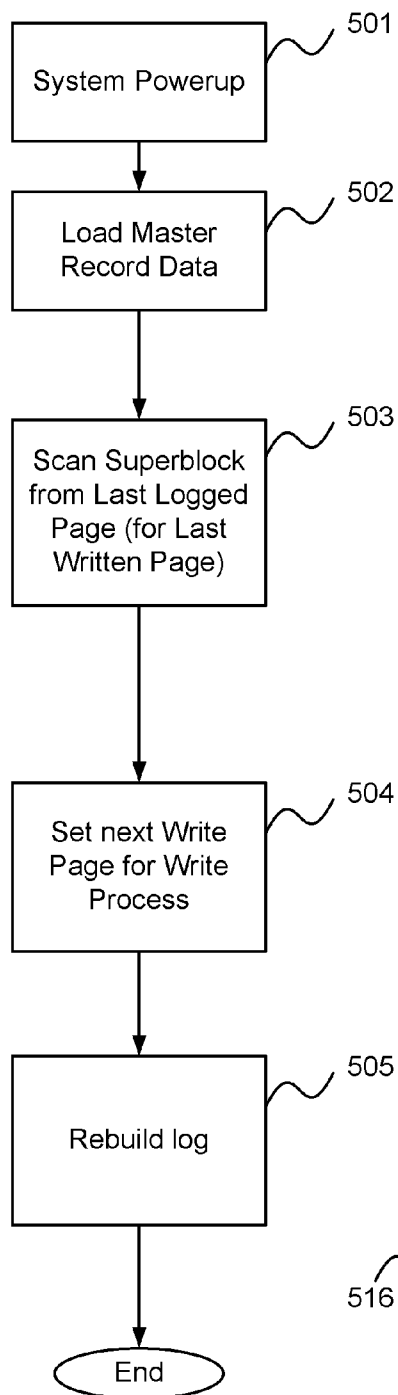 501
System Powerup
502
Load Master
Record Data
503
Scan Superblock
from Last Logged
Page (for Last
Written Page)
504
Set next Write
Page for Write
Process
505
Rebuild log
516
End